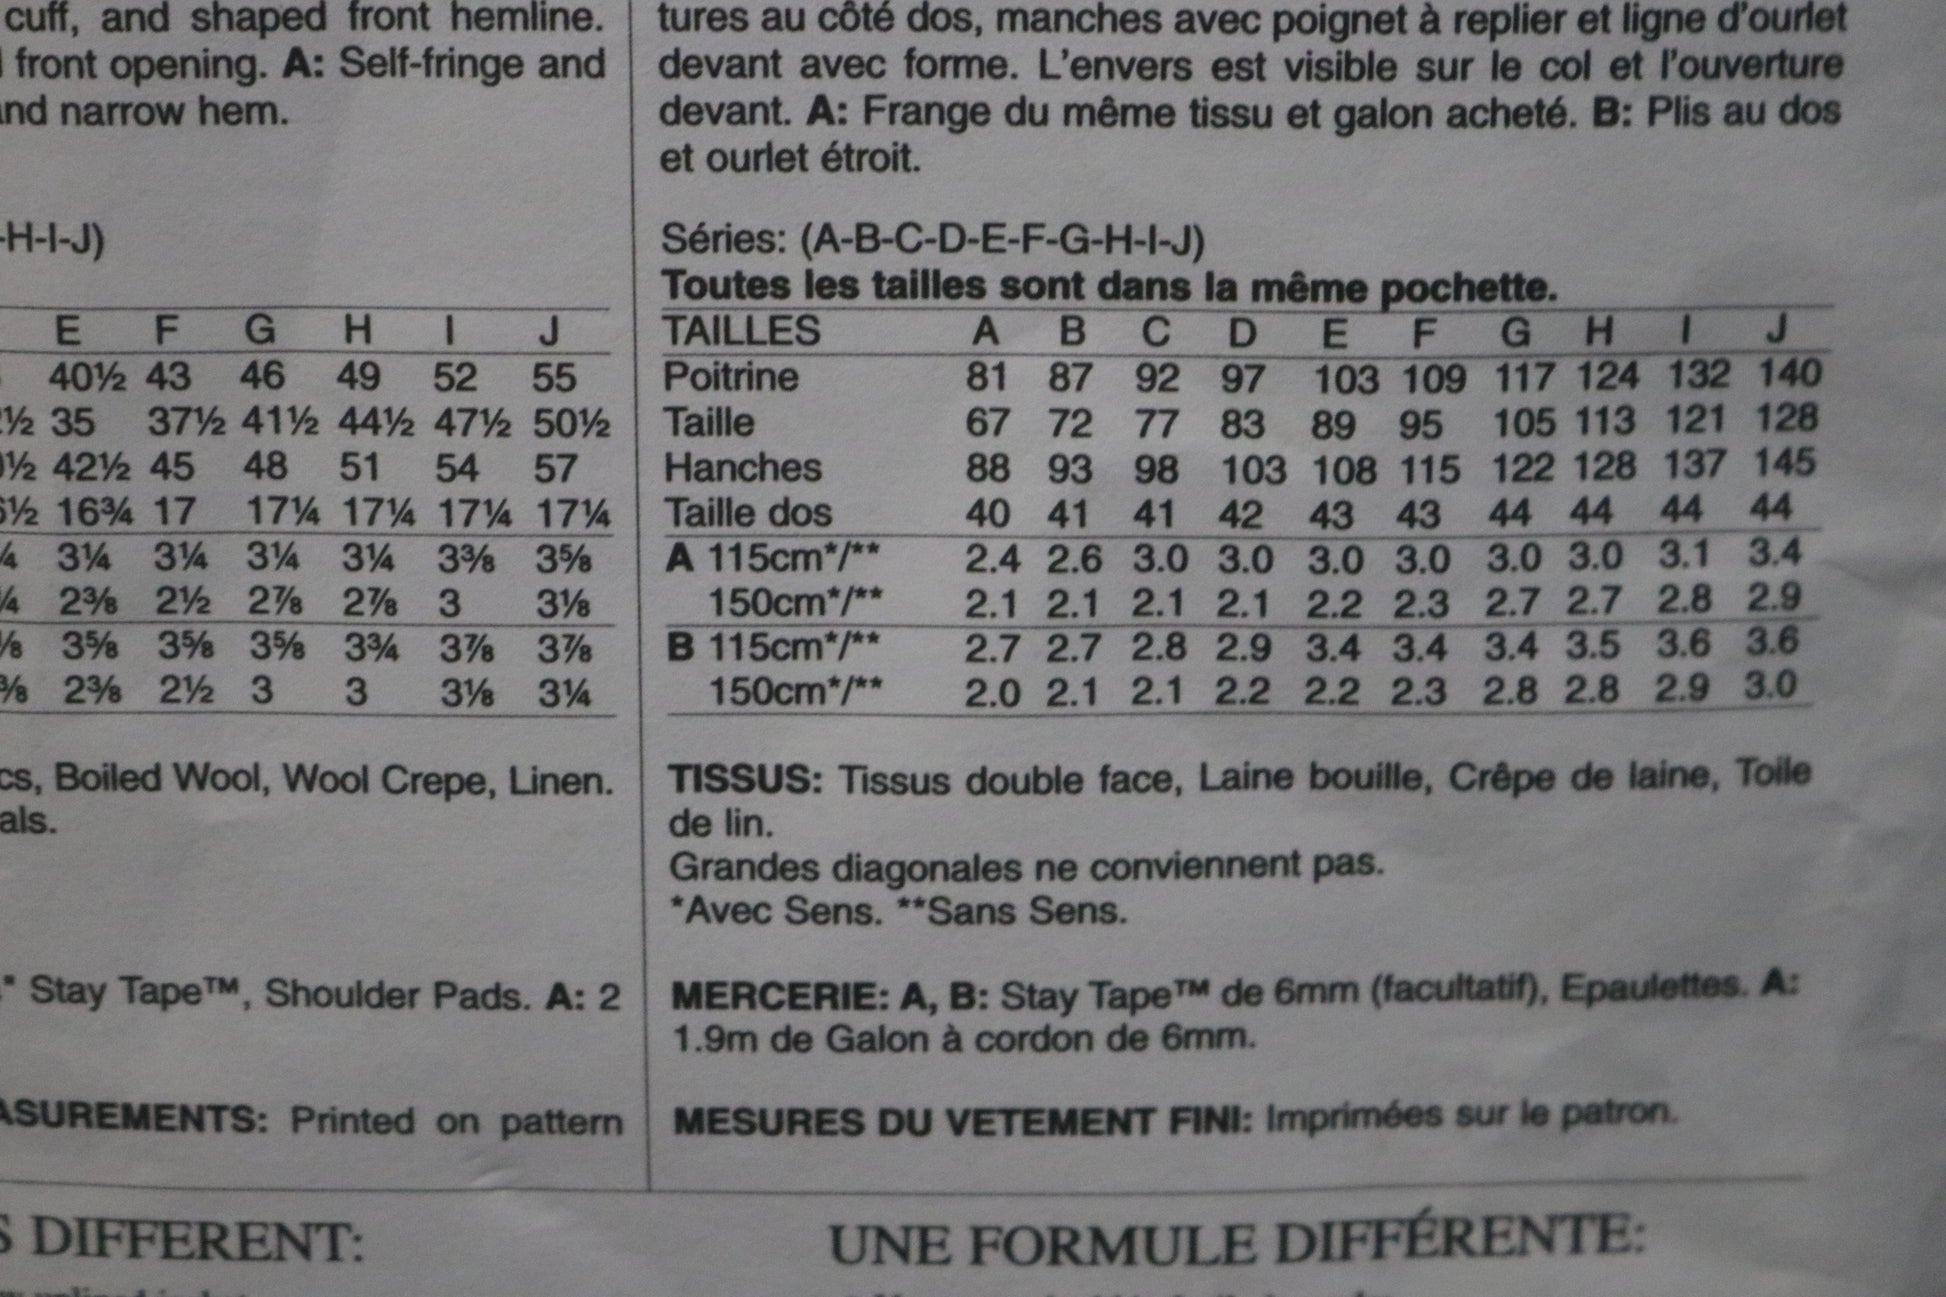 cuff, and shaped front hemline.
front opening. A: Self-fringe and
and narrow hem.
-H-I-J)
E F G H I J
40½ 43 46 49 52 55
½ 35 37½ 41½ 44½ 47½ 50½
½ 42½ 45 48 51 54 57
½ 16¾ 17 17¼ 17¼ 17¼ 17¼
¼ 3¼ 3¼ 3¼ 3¼ 3⅜ 3⅝
¼ 2⅜ 2½ 2⅞ 2⅞ 3 3⅛
⅛ 3⅝ 3⅝ 3⅝ 3¾ 3⅞ 3⅞
⅜ 2⅜ 2½ 3 3 3⅛ 3¼
cs, Boiled Wool, Wool Crepe, Linen.
als.
" Stay Tape™, Shoulder Pads. A: 2
ASUREMENTS: Printed on pattern
S DIFFERENT:
tures au côté dos, manches avec poignet à replier et ligne d'ourlet
devant avec forme. L'envers est visible sur le col et l'ouverture
devant. A: Frange du même tissu et galon acheté. B: Plis au dos
et ourlet étroit.
Séries: (A-B-C-D-E-F-G-H-I-J)
Toutes les tailles sont dans la même pochette.
TAILLES A B C D E F G H I J
Poitrine 81 87 92 97 103 109 117 124 132 140
Taille 67 72 77 83 89 95 105 113 121 128
Hanches 88 93 98 103 108 115 122 128 137 145
Taille dos 40 41 41 42 43 43 44 44 44 44
A 115cm*/** 2.4 2.6 3.0 3.0 3.0 3.0 3.0 3.0 3.1 3.4
150cm*/** 2.1 2.1 2.1 2.1 2.2 2.3 2.7 2.7 2.8 2.9
B 115cm*/** 2.7 2.7 2.8 2.9 3.4 3.4 3.4 3.5 3.6 3.6
150cm*/** 2.0 2.1 2.1 2.2 2.2 2.3 2.8 2.8 2.9 3.0
TISSUS: Tissus double face, Laine bouille, Crêpe de laine, Toile
de lin.
Grandes diagonales ne conviennent pas.
*Avec Sens. **Sans Sens.
MERCERIE: A, B: Stay Tape™ de 6mm (facultatif), Epaulettes. A:
1.9m de Galon à cordon de 6mm.
MESURES DU VETEMENT FINI: Imprimées sur le patron.
UNE FORMULE DIFFÉRENTE: